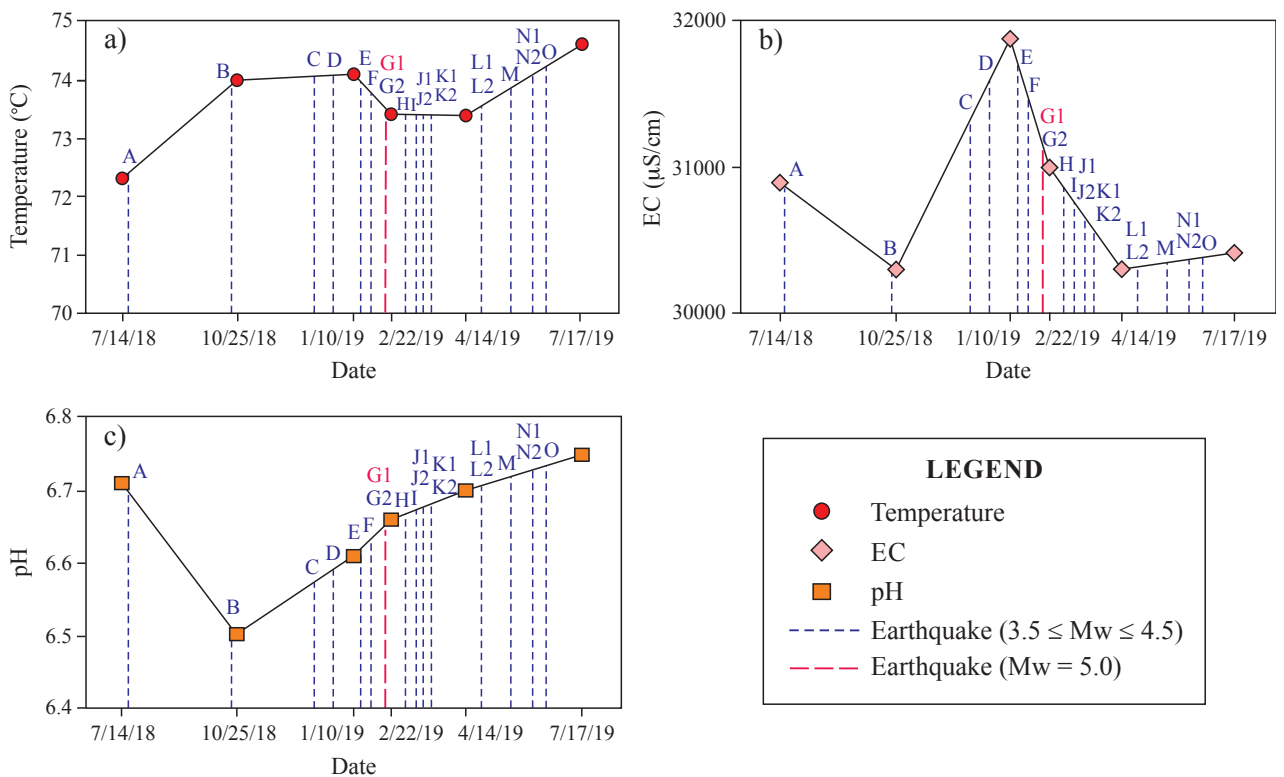 a)
75
74
73
72
71
70
Temperature (°C)
A
B
C
D
E
F
G1
G2
H
I
J1
J2
K1
K2
L1
L2
M
N1
N2
O
7/14/18 10/25/18 1/10/19 2/22/19 4/14/19 7/17/19
Date
b)
32000
31000
30000
EC (µS/cm)
A
B
C
D
E
F
G1
G2
H
I
J1
J2
K1
K2
L1
L2
M
N1
N2
O
7/14/18 10/25/18 1/10/19 2/22/19 4/14/19 7/17/19
Date
c)
6.8
6.7
6.6
6.5
6.4
pH
A
B
C
D
E
F
G1
G2
H
I
J1
J2
K1
K2
L1
L2
M
N1
N2
O
7/14/18 10/25/18 1/10/19 2/22/19 4/14/19 7/17/19
Date
LEGEND
Temperature
EC
pH
Earthquake (3.5 ≤ Mw ≤ 4.5)
Earthquake (Mw = 5.0)